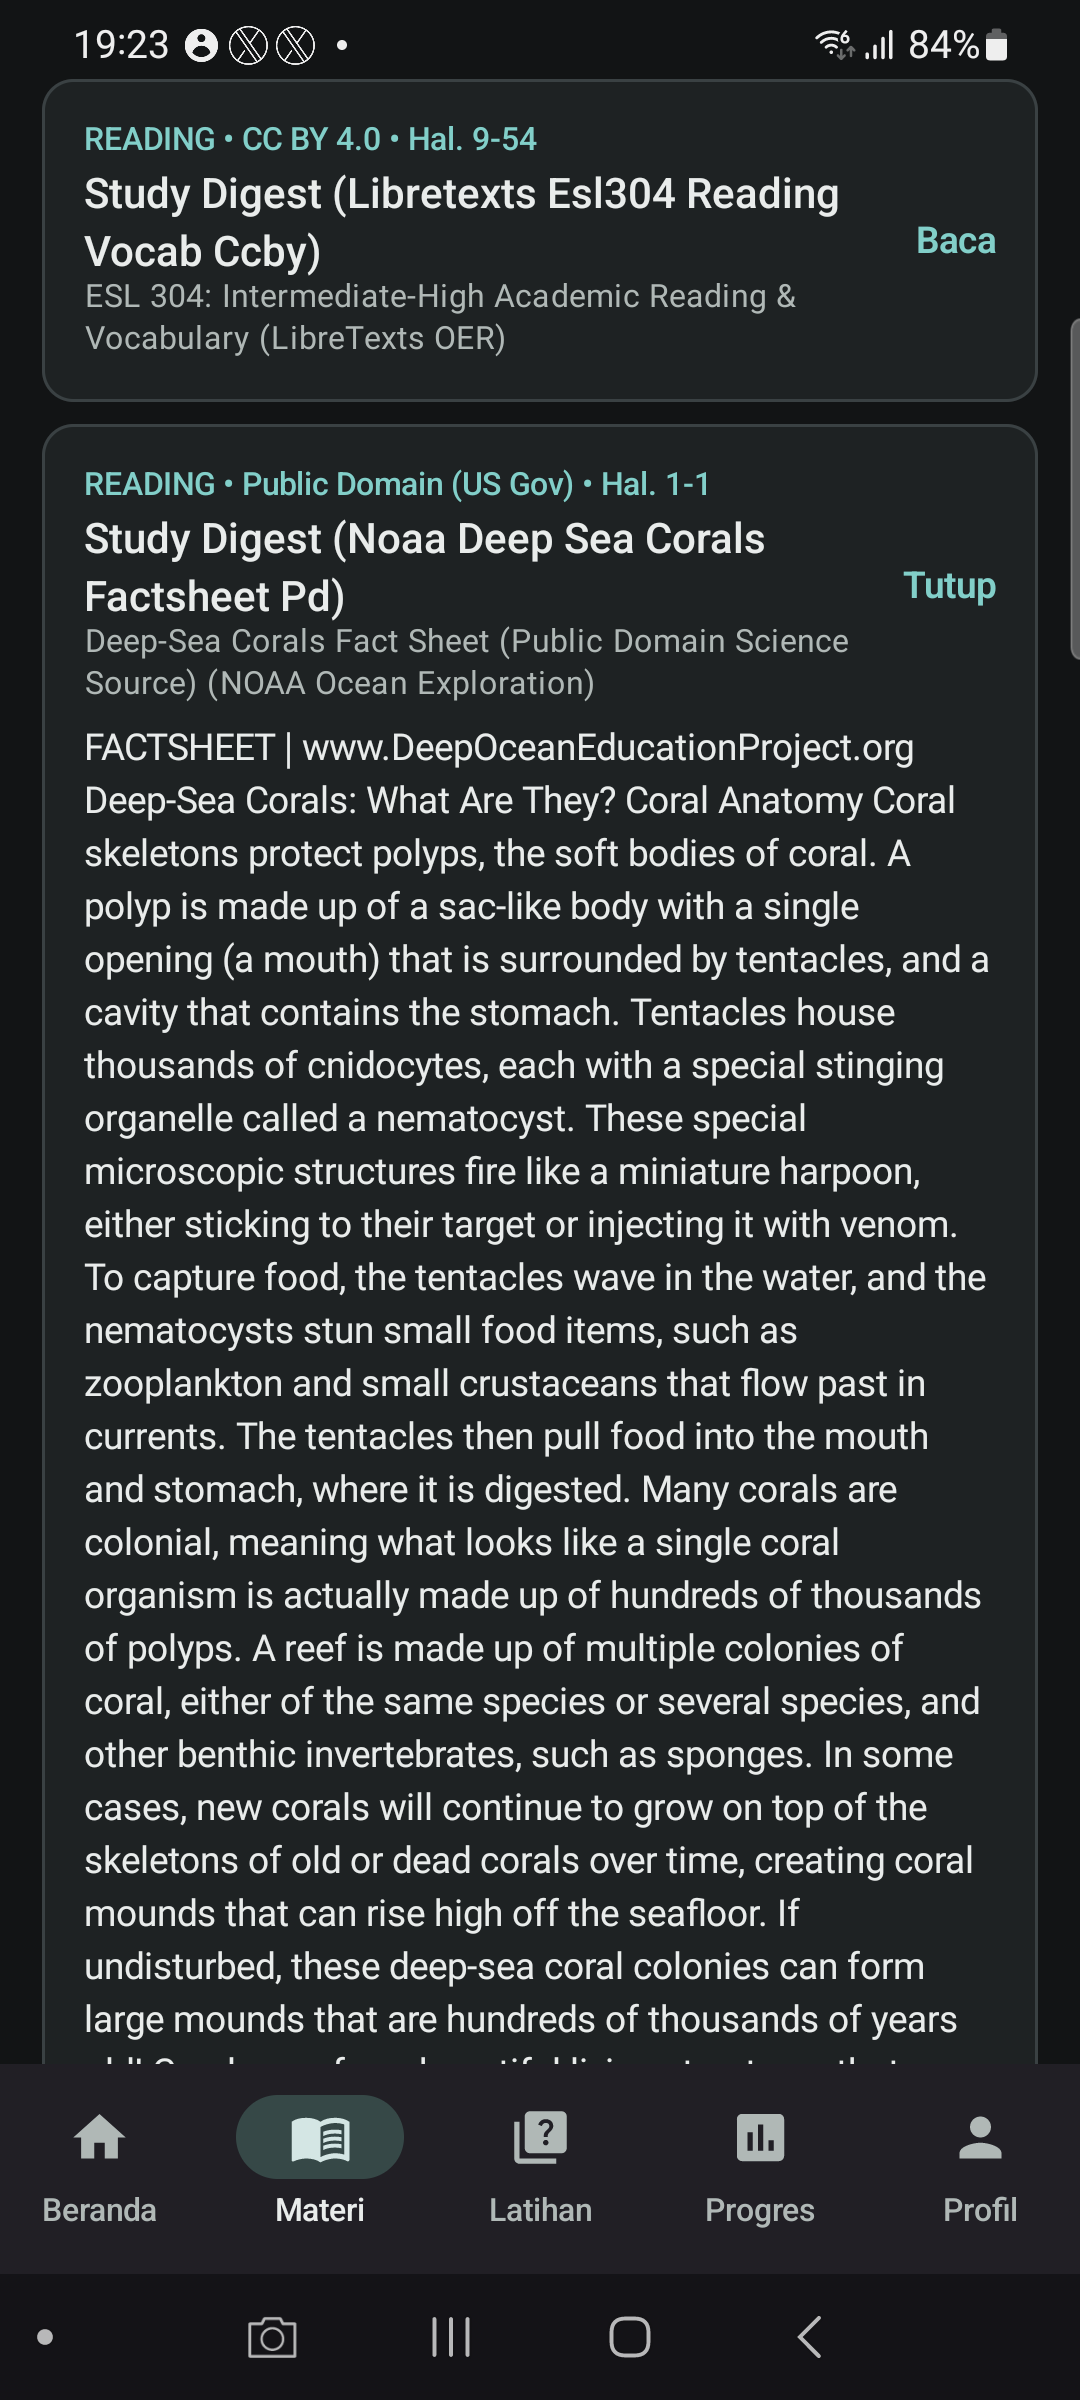 19:23
84%
READING • CC BY 4.0 • Hal. 9-54
Study Digest (Libretexts Esl304 Reading
Vocab Ccby)
Baca
ESL 304: Intermediate-High Academic Reading &
Vocabulary (LibreTexts OER)
READING • Public Domain (US Gov) • Hal. 1-1
Study Digest (Noaa Deep Sea Corals
Factsheet Pd)
Tutup
Deep-Sea Corals Fact Sheet (Public Domain Science
Source) (NOAA Ocean Exploration)
FACTSHEET | www.DeepOceanEducationProject.org
Deep-Sea Corals: What Are They? Coral Anatomy Coral
skeletons protect polyps, the soft bodies of coral. A
polyp is made up of a sac-like body with a single
opening (a mouth) that is surrounded by tentacles, and a
cavity that contains the stomach. Tentacles house
thousands of cnidocytes, each with a special stinging
organelle called a nematocyst. These special
microscopic structures fire like a miniature harpoon,
either sticking to their target or injecting it with venom.
To capture food, the tentacles wave in the water, and the
nematocysts stun small food items, such as
zooplankton and small crustaceans that flow past in
currents. The tentacles then pull food into the mouth
and stomach, where it is digested. Many corals are
colonial, meaning what looks like a single coral
organism is actually made up of hundreds of thousands
of polyps. A reef is made up of multiple colonies of
coral, either of the same species or several species, and
other benthic invertebrates, such as sponges. In some
cases, new corals will continue to grow on top of the
skeletons of old or dead corals over time, creating coral
mounds that can rise high off the seafloor. If
undisturbed, these deep-sea coral colonies can form
large mounds that are hundreds of thousands of years
Beranda
Materi
Latihan
Progres
Profil